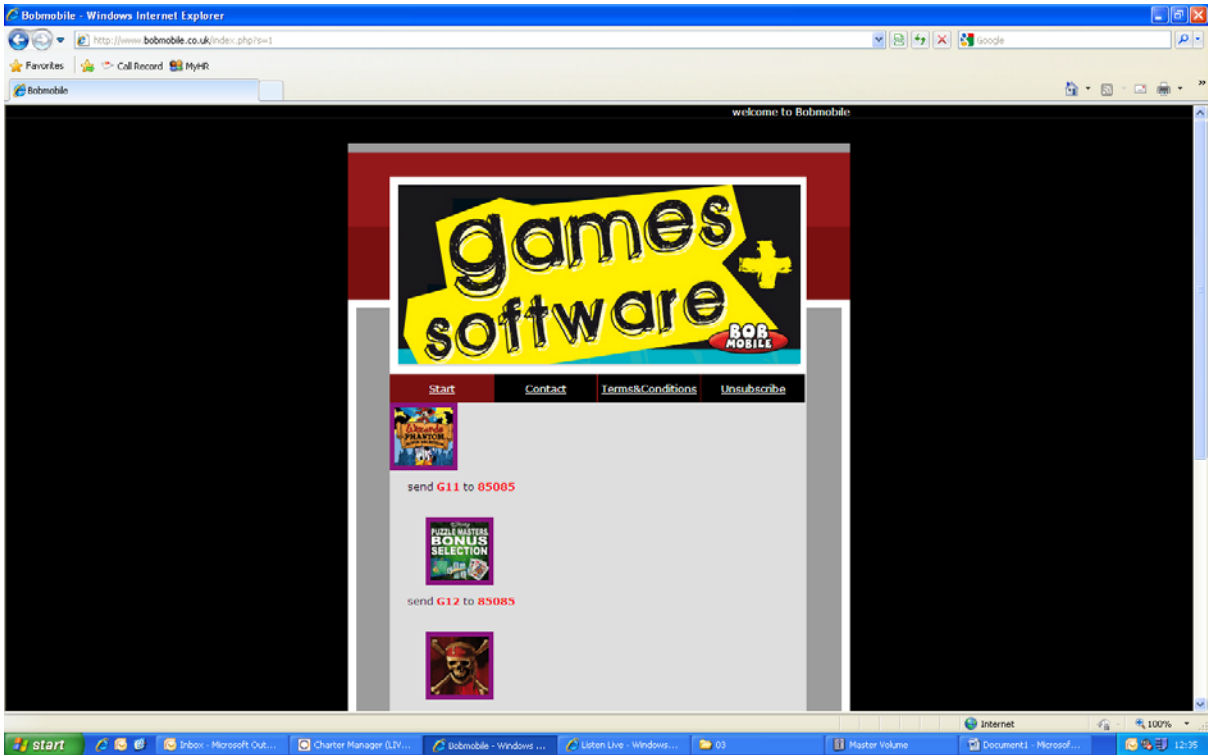 Bobmobile - Windows Internet Explorer
http://www.bobmobile.co.uk/index.php?s=1
Google
Favorites Call Record MyHR
Bobmobile
welcome to Bobmobile
games+
software
BOB
MOBILE
Start Contact Terms&Conditions Unsubscribe
PHANTOM
send G11 to 85085
Disney
PUZZLE MASTERS
BONUS
SELECTION
send G12 to 85085
Internet 100%
start Inbox - Microsoft Out... Charter Manager (LIV... Bobmobile - Windows ... Listen Live - Windows... 03 Master Volume Document1 - Microsof... 12:35